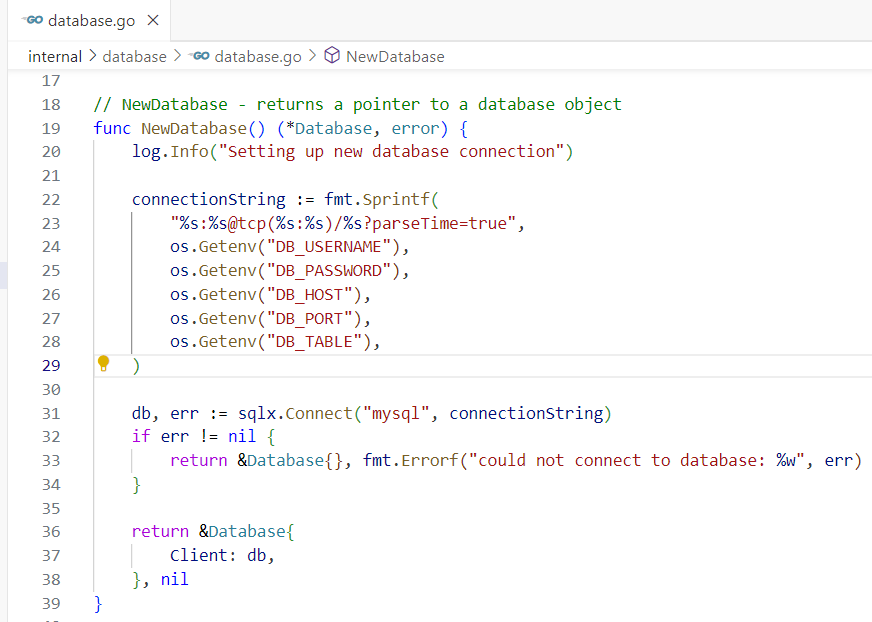 GO database.go ×
internal > database > GO database.go > NewDatabase
17
18 // NewDatabase - returns a pointer to a database object
19 func NewDatabase() (*Database, error) {
20 log.Info("Setting up new database connection")
21
22 connectionString := fmt.Sprintf(
23 "%s:%s@tcp(%s:%s)/%s?parseTime=true",
24 os.Getenv("DB_USERNAME"),
25 os.Getenv("DB_PASSWORD"),
26 os.Getenv("DB_HOST"),
27 os.Getenv("DB_PORT"),
28 os.Getenv("DB_TABLE"),
29 )
30
31 db, err := sqlx.Connect("mysql", connectionString)
32 if err != nil {
33 return &Database{}, fmt.Errorf("could not connect to database: %w", err)
34 }
35
36 return &Database{
37 Client: db,
38 }, nil
39 }